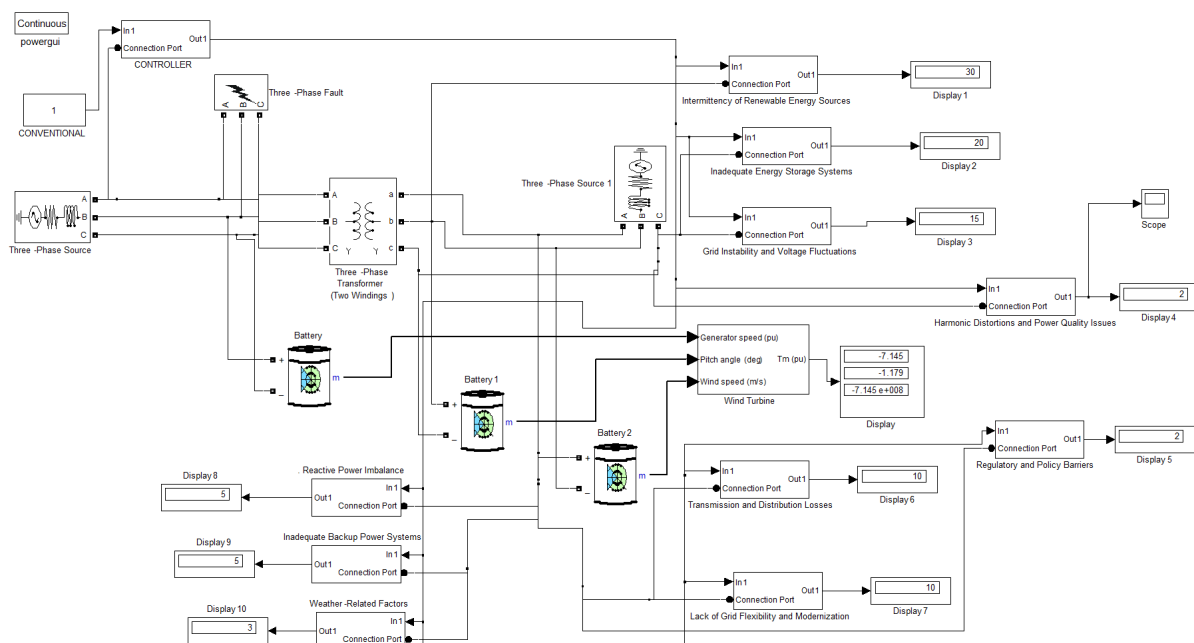 Continuous
powergui
In1
Connection Port
Out1
CONTROLLER
1
CONVENTIONAL
Three -Phase Fault
A B C
A
B
C
Three -Phase Source
A
B
C
a
b
c
Y Y
Three -Phase
Transformer
(Two Windings )
Three -Phase Source 1
A B C
In1
Connection Port
Out1
Intermittency of Renewable Energy Sources
30
Display 1
In1
Connection Port
Out1
Inadequate Energy Storage Systems
20
Display 2
In1
Connection Port
Out1
Grid Instability and Voltage Fluctuations
15
Display 3
Scope
In1
Connection Port
Out1
Harmonic Distortions and Power Quality Issues
2
Display 4
Battery
+
_
m
Battery 1
+
_
m
Battery 2
+
_
m
Generator speed (pu)
Pitch angle (deg)
Wind speed (m/s)
Tm (pu)
Wind Turbine
-7.145
-1.179
-7.145 e+008
Display
In1
Connection Port
Out1
Regulatory and Policy Barriers
2
Display 5
In1
Connection Port
Out1
Transmission and Distribution Losses
10
Display 6
In1
Connection Port
Out1
Lack of Grid Flexibility and Modernization
10
Display 7
. Reactive Power Imbalance
In1
Connection Port
Out1
Display 8
5
Inadequate Backup Power Systems
In1
Connection Port
Out1
Display 9
5
Weather -Related Factors
In1
Connection Port
Out1
Display 10
3